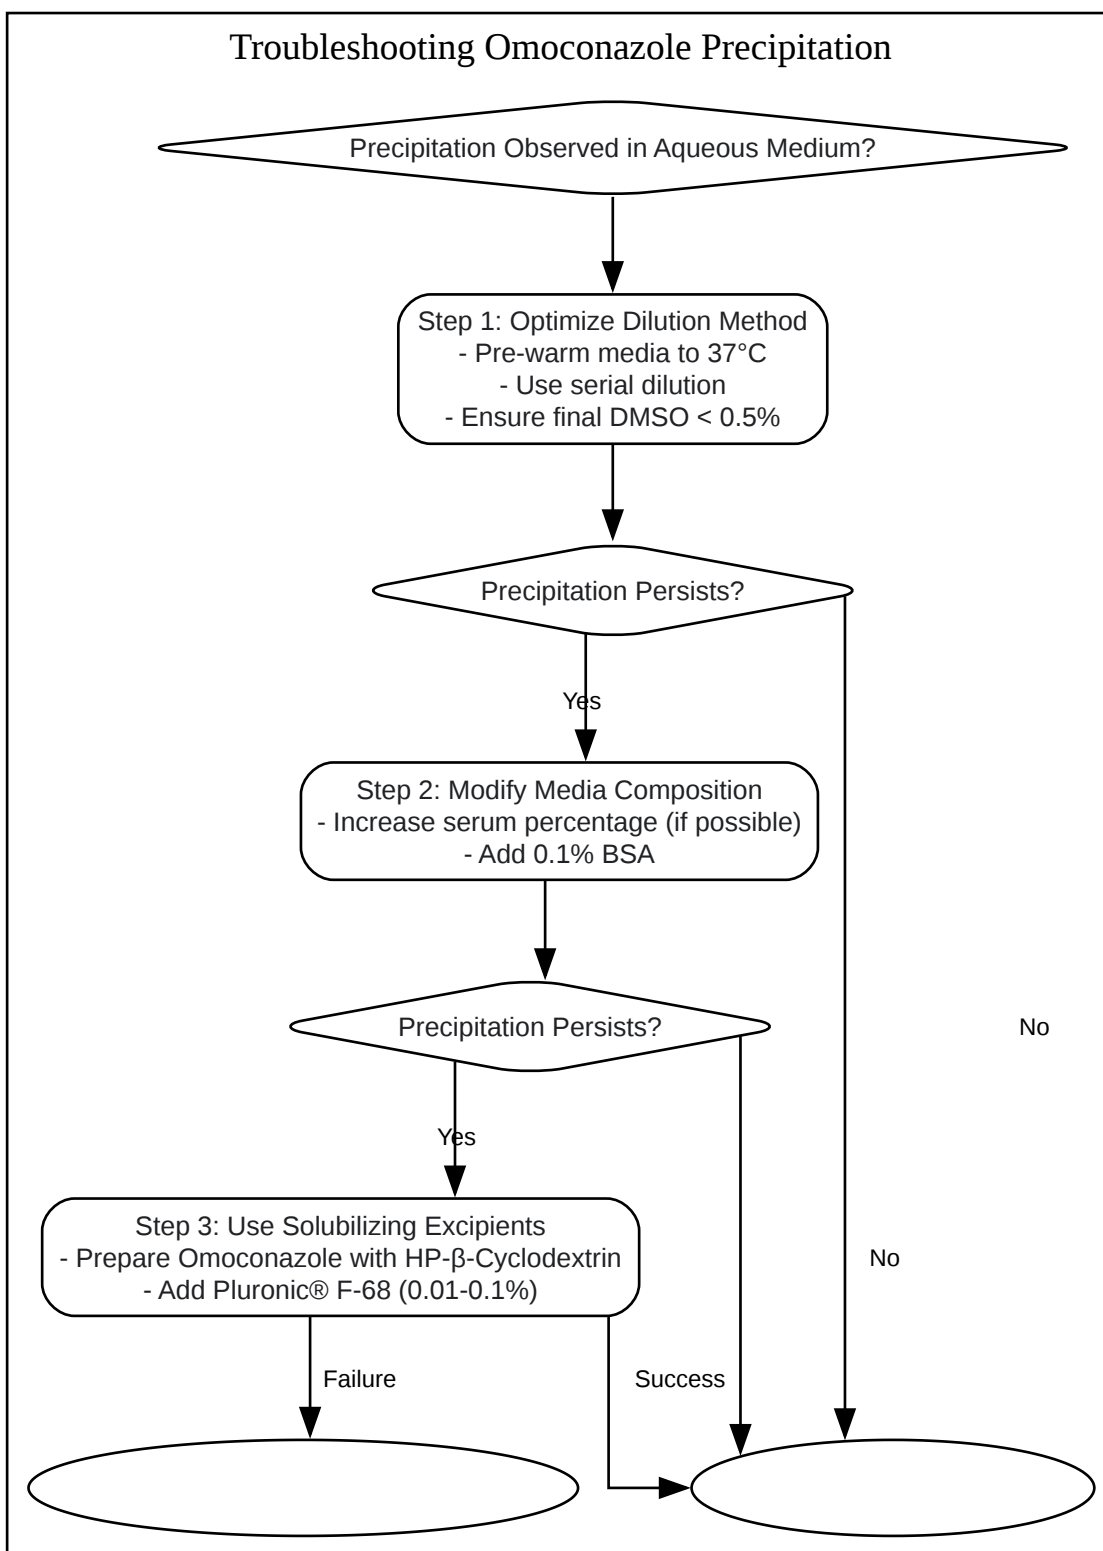 Troubleshooting Omoconazole Precipitation
Precipitation Observed in Aqueous Medium?
Step 1: Optimize Dilution Method
- Pre-warm media to 37°C
- Use serial dilution
- Ensure final DMSO < 0.5%
Precipitation Persists?
Yes
Step 2: Modify Media Composition
- Increase serum percentage (if possible)
- Add 0.1% BSA
Precipitation Persists?
No
Yes
Step 3: Use Solubilizing Excipients
- Prepare Omoconazole with HP-β-Cyclodextrin
- Add Pluronic® F-68 (0.01-0.1%)
No
Failure
Success